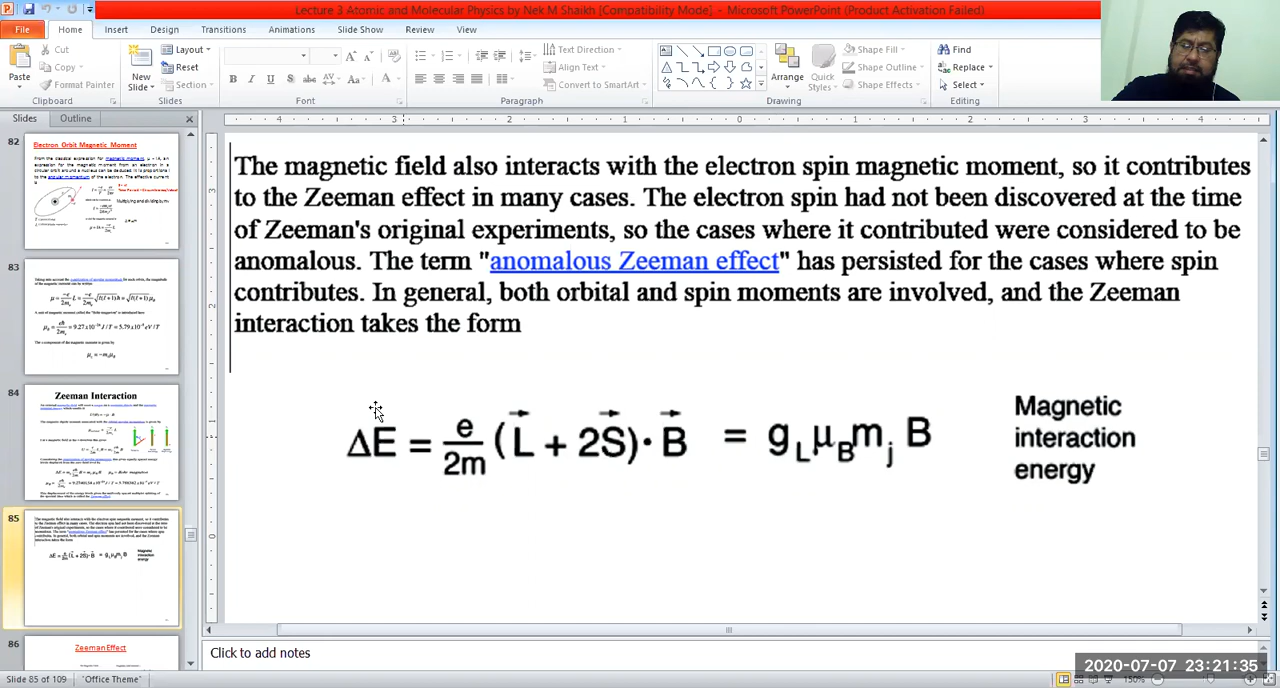 Lecture 3 Atomic and Molecular Physics by Nek M Shaikh [Compatibility Mode] - Microsoft PowerPoint (Product Activation Failed)
File Home Insert Design Transitions Animations Slide Show Review View
Paste
Cut
Copy
Format Painter
Clipboard
New
Slide
Layout
Reset
Section
Slides
Font
Text Direction
Align Text
Convert to SmartArt
Paragraph
Arrange
Quick
Styles
Shape Fill
Shape Outline
Shape Effects
Drawing
Find
Replace
Select
Editing
Slides Outline
82
Electron Orbit Magnetic Moment
83
84
Zeeman Interaction
85
86
Zeeman Effect
The magnetic field also interacts with the electron spin magnetic moment, so it contributes
to the Zeeman effect in many cases. The electron spin had not been discovered at the time
of Zeeman's original experiments, so the cases where it contributed were considered to be
anomalous. The term "anomalous Zeeman effect" has persisted for the cases where spin
contributes. In general, both orbital and spin moments are involved, and the Zeeman
interaction takes the form
ΔE = e/2m (L⃗ + 2S⃗) · B⃗ = g_L μ_B m_j B
Magnetic
interaction
energy
Click to add notes
2020-07-07 23:21:35
Slide 85 of 109 "Office Theme" 150%